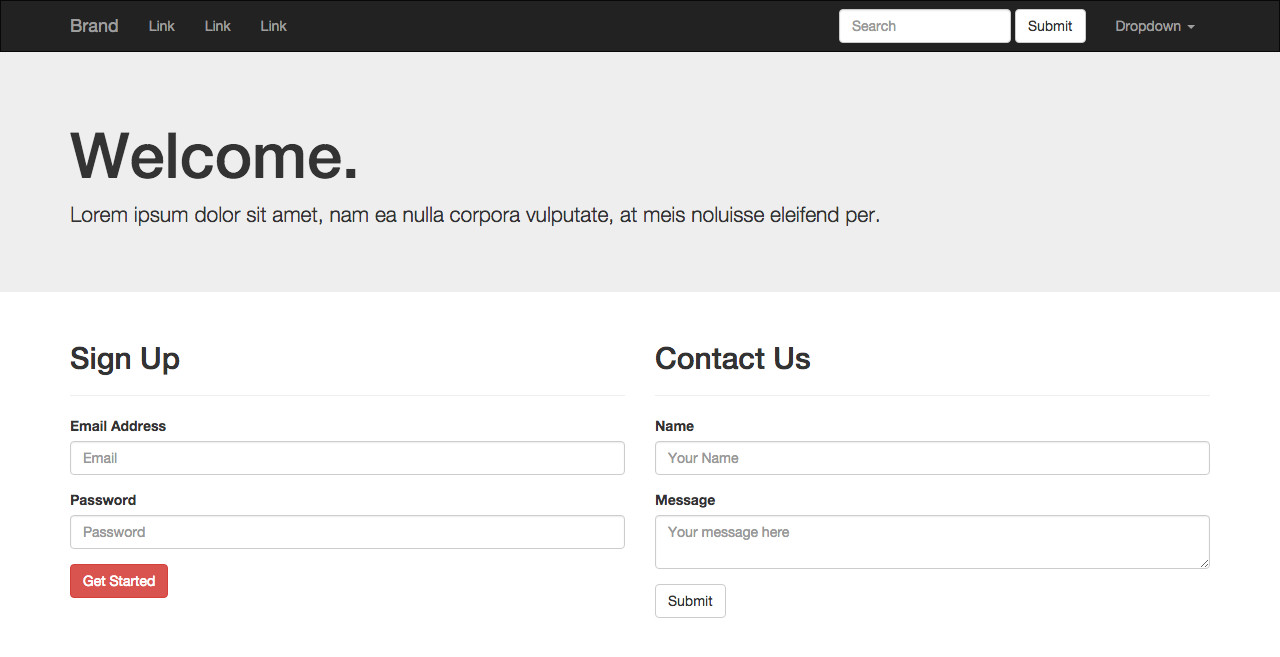 Brand Link Link Link Search Submit Dropdown
Welcome.
Lorem ipsum dolor sit amet, nam ea nulla corpora vulputate, at meis noluisse eleifend per.
Sign Up
Email Address
Email
Password
Password
Get Started
Contact Us
Name
Your Name
Message
Your message here
Submit